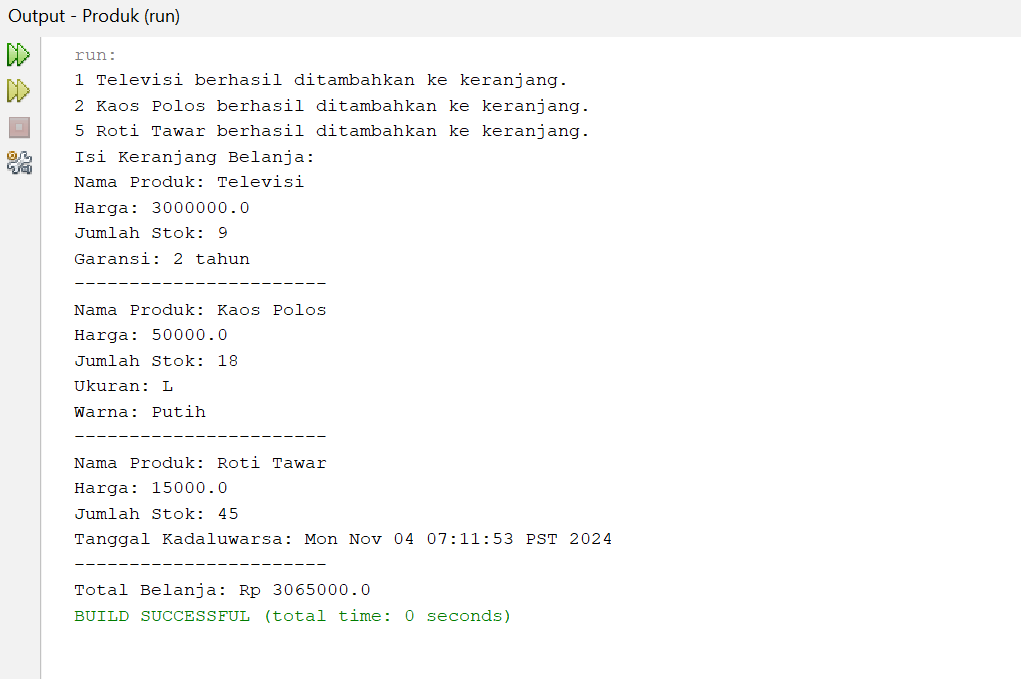 Output - Produk (run)
run:
1 Televisi berhasil ditambahkan ke keranjang.
2 Kaos Polos berhasil ditambahkan ke keranjang.
5 Roti Tawar berhasil ditambahkan ke keranjang.
Isi Keranjang Belanja:
Nama Produk: Televisi
Harga: 3000000.0
Jumlah Stok: 9
Garansi: 2 tahun
-----------------------
Nama Produk: Kaos Polos
Harga: 50000.0
Jumlah Stok: 18
Ukuran: L
Warna: Putih
-----------------------
Nama Produk: Roti Tawar
Harga: 15000.0
Jumlah Stok: 45
Tanggal Kadaluwarsa: Mon Nov 04 07:11:53 PST 2024
-----------------------
Total Belanja: Rp 3065000.0
BUILD SUCCESSFUL (total time: 0 seconds)